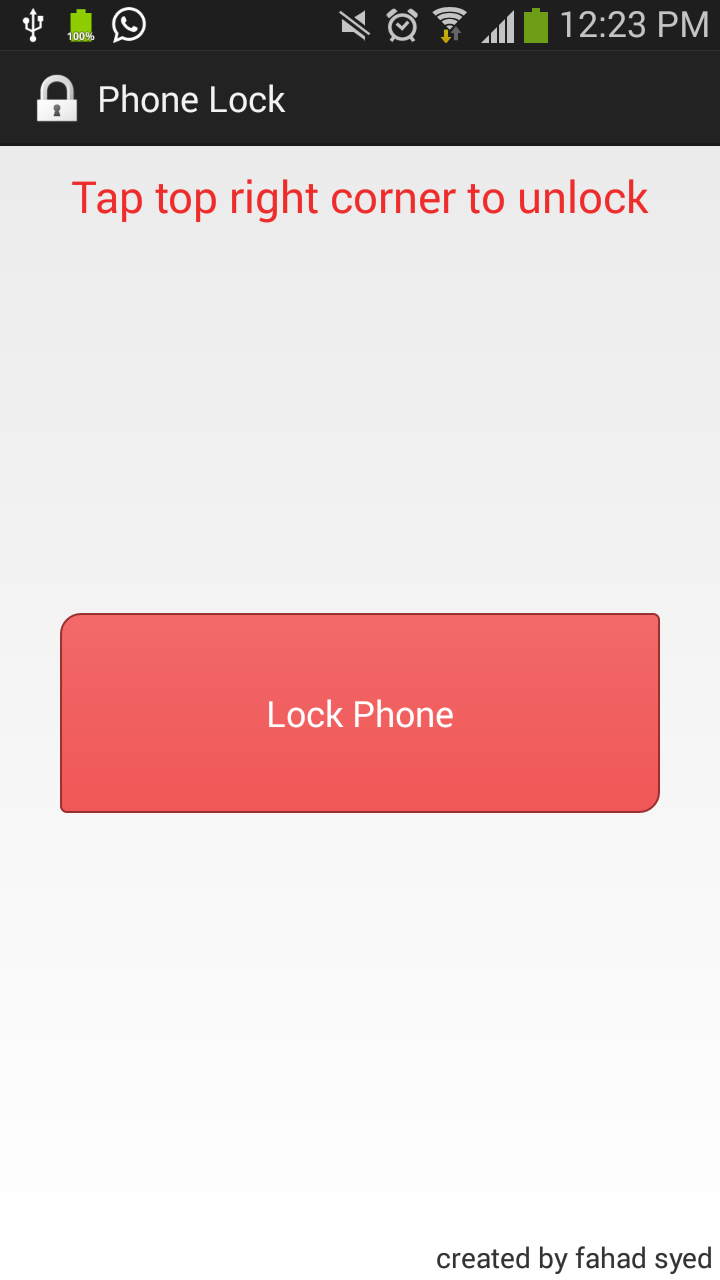 100%
12:23 PM
Phone Lock
Tap top right corner to unlock
Lock Phone
created by fahad syed